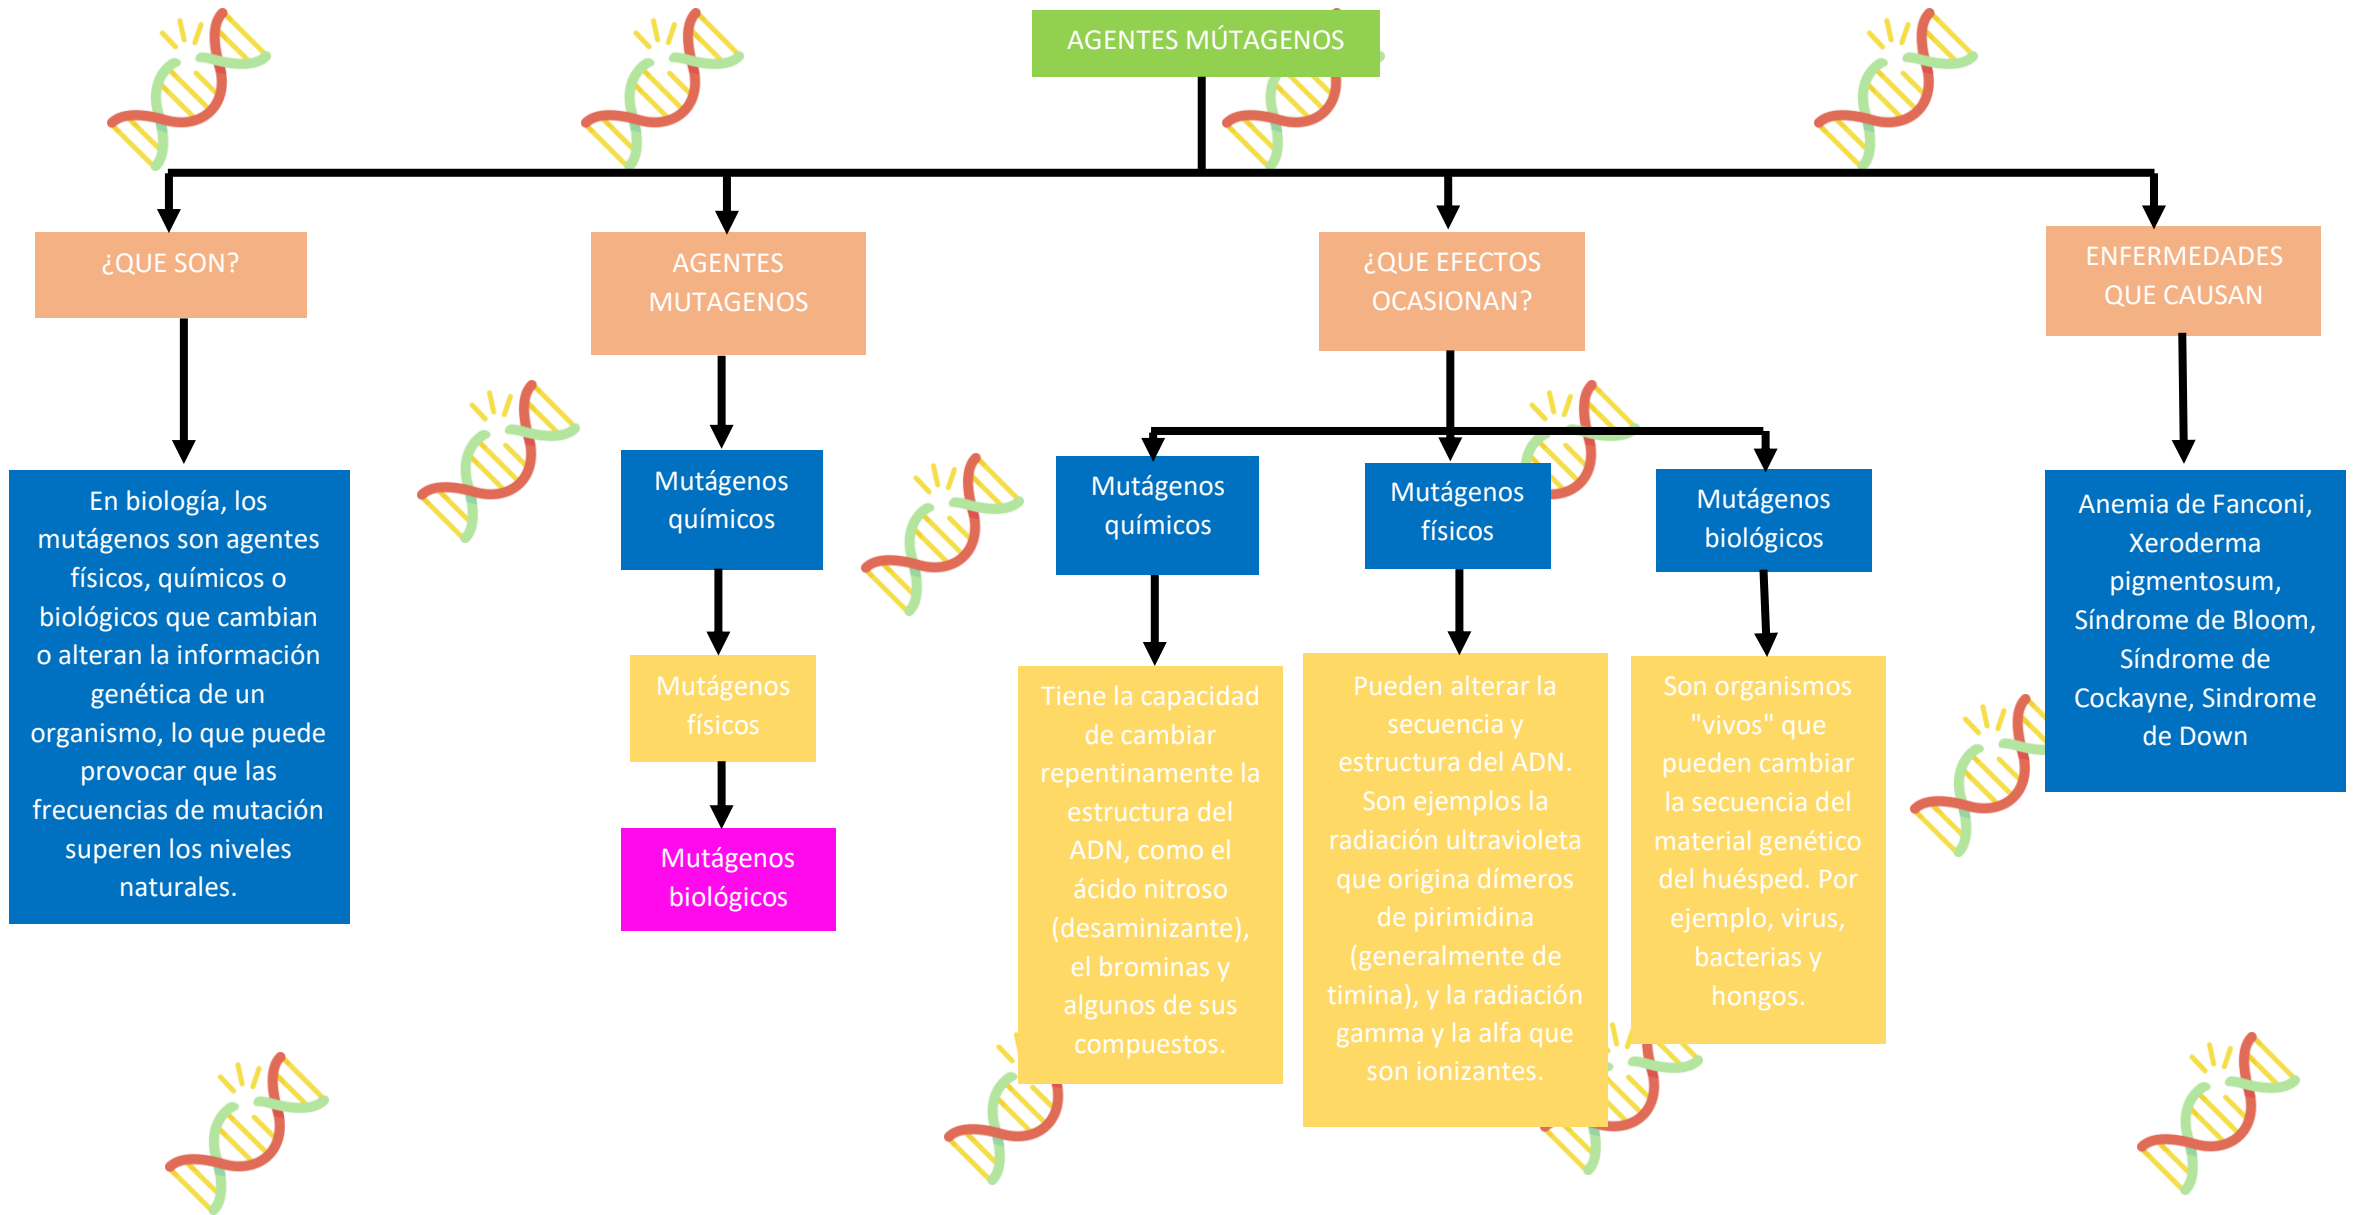 AGENTES MÚTAGENOS
¿QUE SON?
En biología, los
mutágenos son agentes
físicos, químicos o
biológicos que cambian
o alteran la información
genética de un
organismo, lo que puede
provocar que las
frecuencias de mutación
superen los niveles
naturales.
AGENTES
MUTAGENOS
Mutágenos
químicos
Mutágenos
físicos
Mutágenos
biológicos
¿QUE EFECTOS
OCASIONAN?
Mutágenos
químicos
Tiene la capacidad
de cambiar
repentinamente la
estructura del
ADN, como el
ácido nitroso
(desaminizante),
el brominas y
algunos de sus
compuestos.
Mutágenos
físicos
Pueden alterar la
secuencia y
estructura del ADN.
Son ejemplos la
radiación ultravioleta
que origina dímeros
de pirimidina
(generalmente de
timina), y la radiación
gamma y la alfa que
son ionizantes.
Mutágenos
biológicos
Son organismos
"vivos" que
pueden cambiar
la secuencia del
material genético
del huésped. Por
ejemplo, virus,
bacterias y
hongos.
ENFERMEDADES
QUE CAUSAN
Anemia de Fanconi,
Xeroderma
pigmentosum,
Síndrome de Bloom,
Síndrome de
Cockayne, Sindrome
de Down